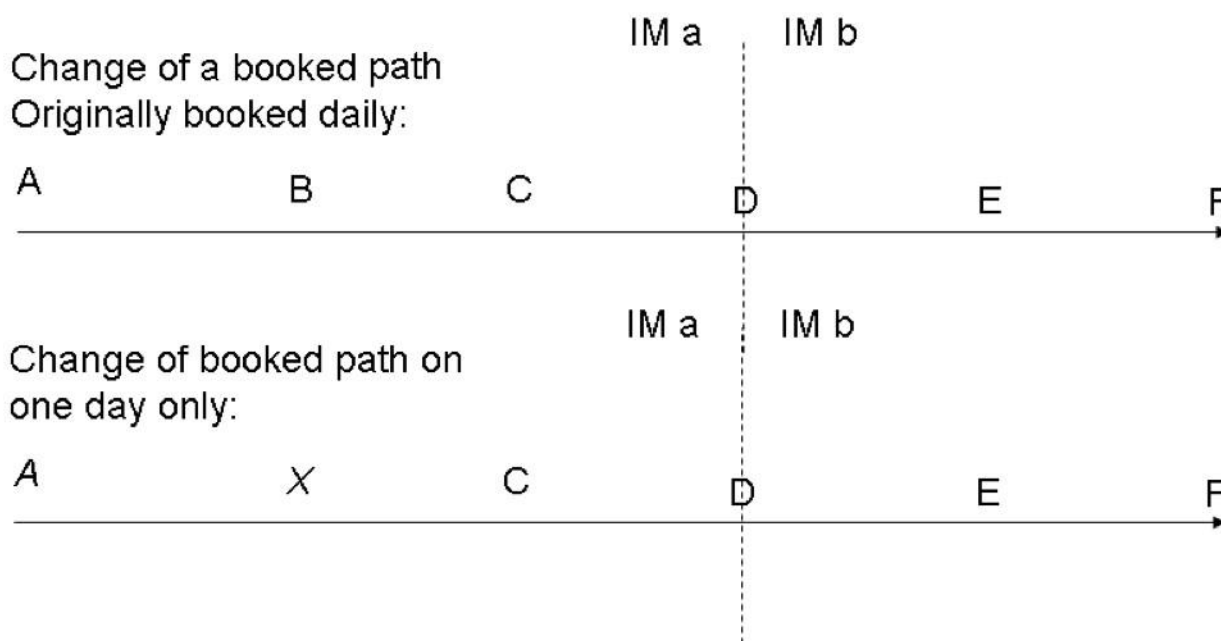 IM a IM b
Change of a booked path
Originally booked daily:
A B C D E F
IM a IM b
Change of booked path on
one day only:
A X C D E F